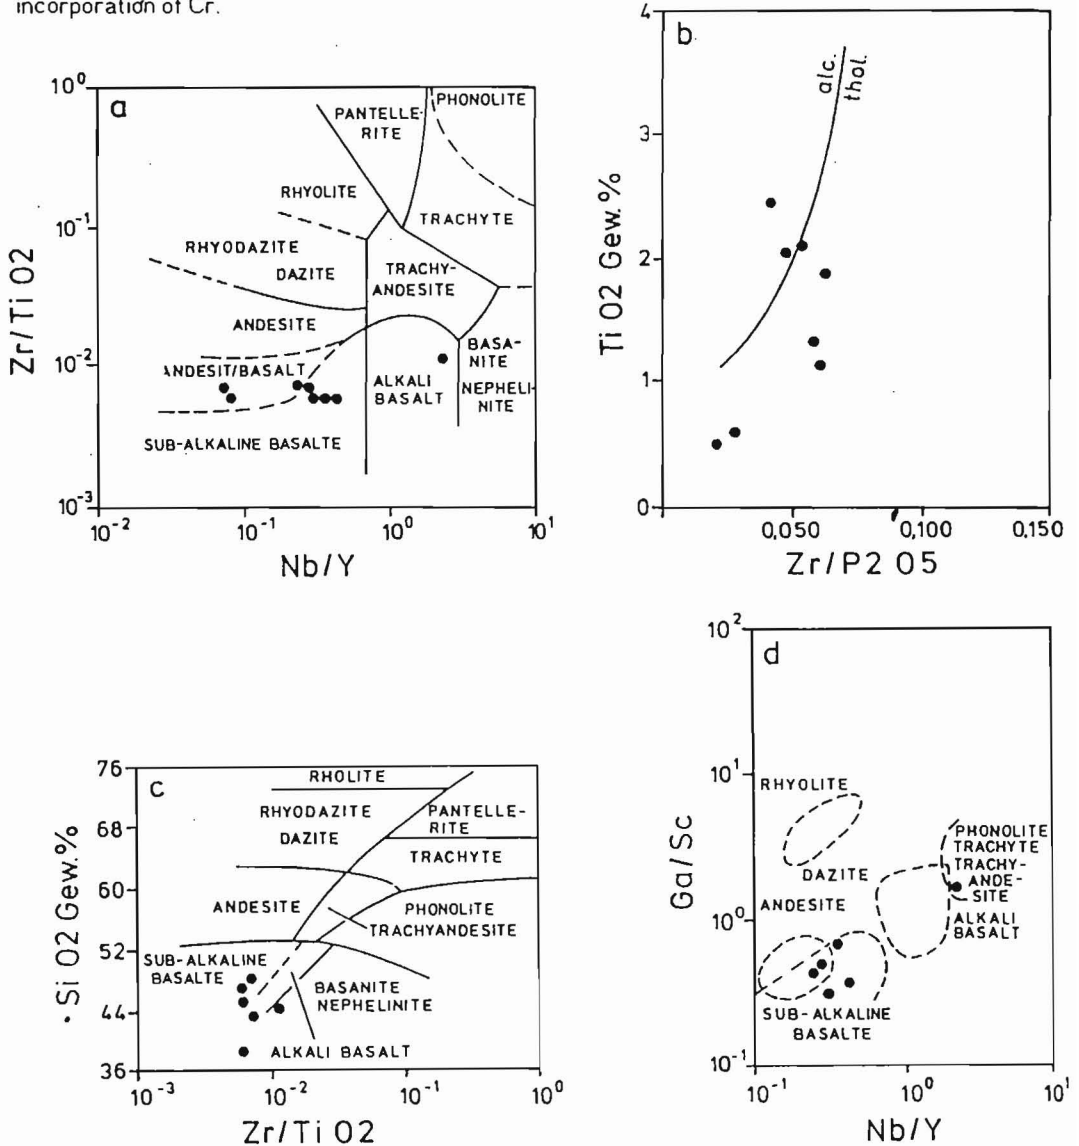 incorporation of Cr.
a
10⁰
10⁻¹
10⁻²
10⁻³
Zr/Ti O2
PANTELLE-
RITE
PHONOLITE
RHYOLITE
TRACHYTE
RHYODAZITE
DAZITE
TRACHY-
ANDESITE
ANDESITE
BASA-
NITE
ANDESIT/BASALT
ALKALI
BASALT
NEPHELI-
NITE
SUB-ALKALINE BASALTE
10⁻² 10⁻¹ 10⁰ 10¹
Nb/Y
b
4
3
2
1
0
Ti O2 Gew.%
alc.
thol.
0,050 0,100 0,150
Zr/P2 O5
c
76
68
60
52
44
36
Si O2 Gew.%
RHOLITE
RHYODAZITE
DAZITE
PANTELLE-
RITE
TRACHYTE
ANDESITE
PHONOLITE
TRACHYANDESITE
SUB-ALKALINE
BASALTE
BASANITE
NEPHELINITE
ALKALI BASALT
10⁻³ 10⁻² 10⁻¹ 10⁰
Zr/Ti O2
d
10²
10¹
10⁰
10⁻¹
Ga/Sc
RHYOLITE
DAZITE
PHONOLITE
TRACHYTE
TRACHY-
ANDE-
SITE
ANDESITE
ALKALI
BASALT
SUB-ALKALINE
BASALTE
10⁻¹ 10⁰ 10¹
Nb/Y